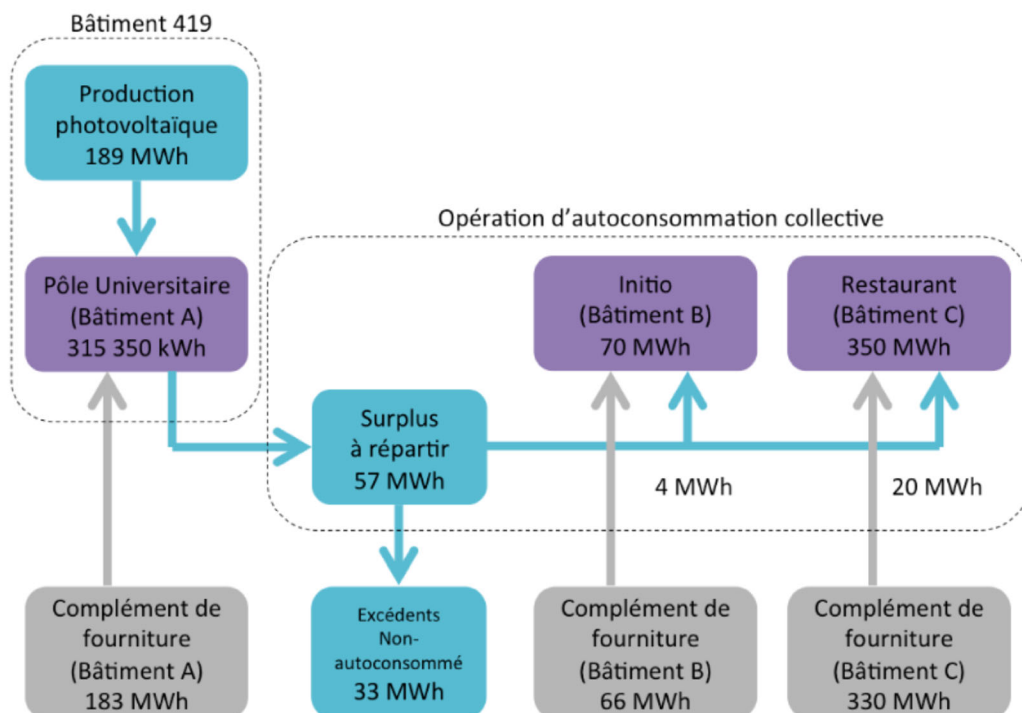 Bâtiment 419
Production
photovoltaïque
189 MWh
Opération d'autoconsommation collective
Pôle Universitaire
(Bâtiment A)
315 350 kWh
Initio
(Bâtiment B)
70 MWh
Restaurant
(Bâtiment C)
350 MWh
Surplus
à répartir
57 MWh
4 MWh
20 MWh
Complément de
fourniture
(Bâtiment A)
183 MWh
Excédents
Non-
autoconsommé
33 MWh
Complément de
fourniture
(Bâtiment B)
66 MWh
Complément de
fourniture
(Bâtiment C)
330 MWh